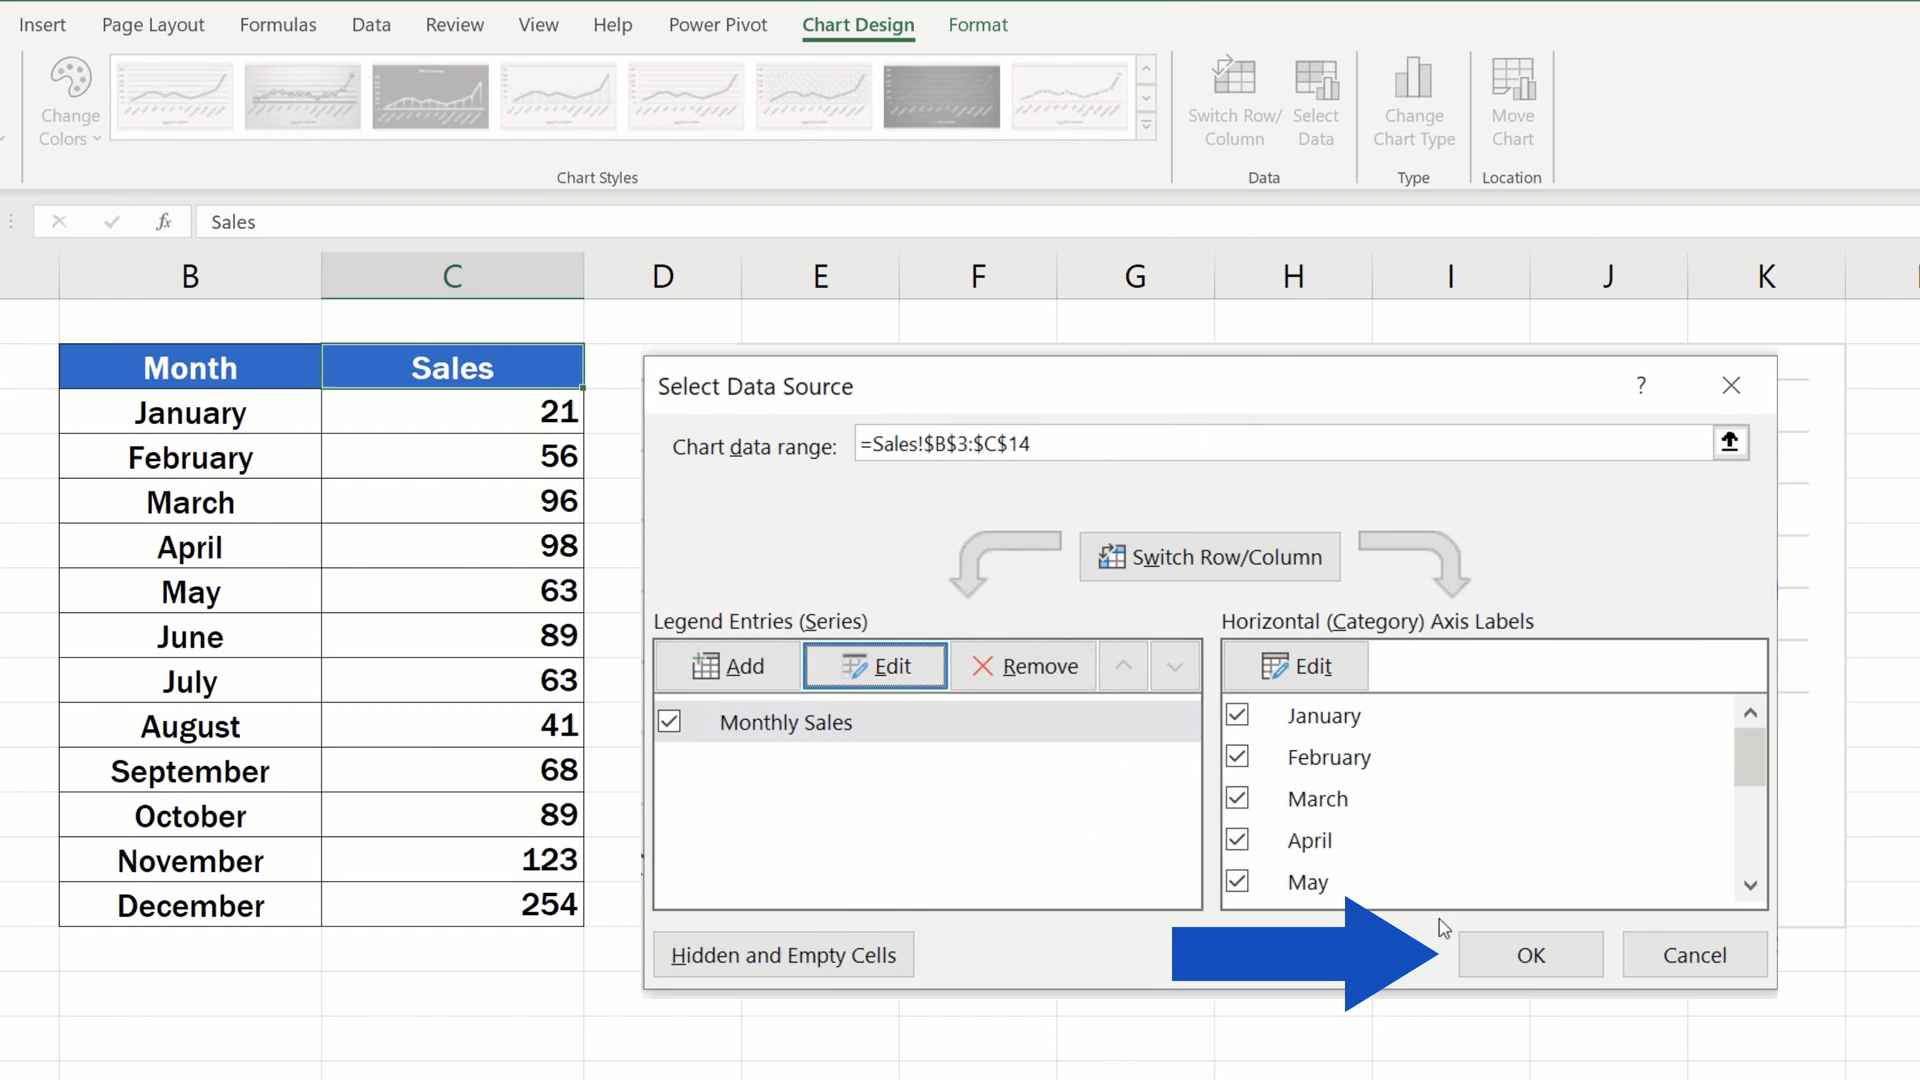 Insert Page Layout Formulas Data Review View Help Power Pivot Chart Design Format
Change
Colors
Chart Styles
Switch Row/
Column
Select
Data
Data
Change
Chart Type
Type
Move
Chart
Location
fx Sales
B C D E F G H I J K
Month Sales
January 21
February 56
March 96
April 98
May 63
June 89
July 63
August 41
September 68
October 89
November 123
December 254
Select Data Source ?
Chart data range: =Sales!$B$3:$C$14
Switch Row/Column
Legend Entries (Series)
Add Edit Remove
Monthly Sales
Horizontal (Category) Axis Labels
Edit
January
February
March
April
May
Hidden and Empty Cells OK Cancel